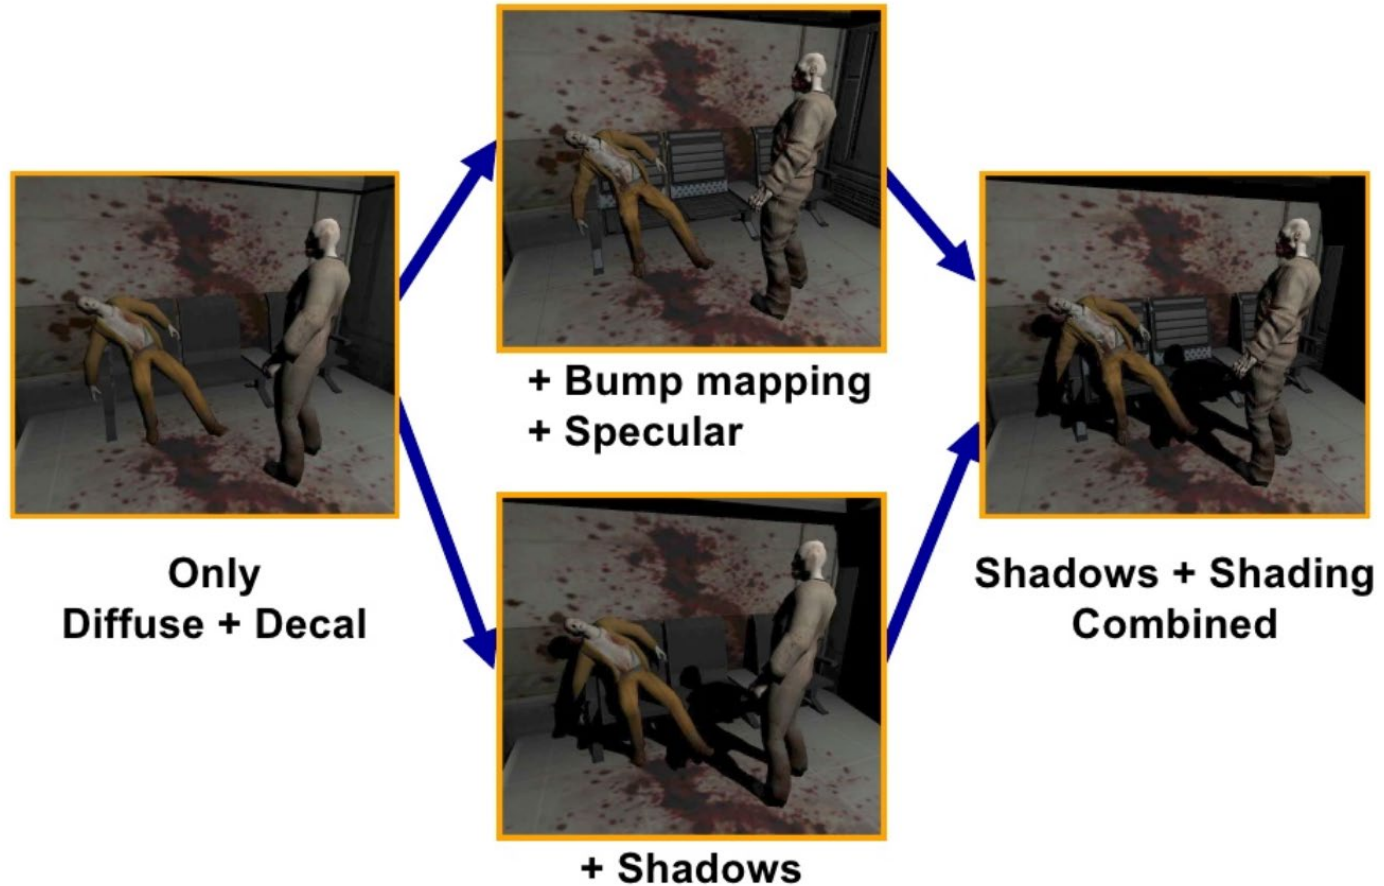 Only
Diffuse + Decal
+ Bump mapping
+ Specular
+ Shadows
Shadows + Shading
Combined